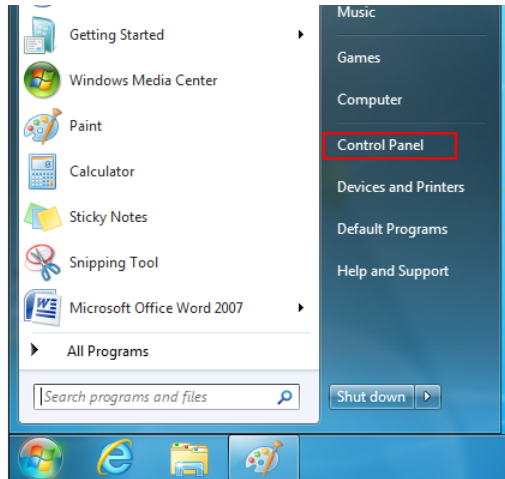 Getting Started
Windows Media Center
Paint
Calculator
Sticky Notes
Snipping Tool
Microsoft Office Word 2007
All Programs
Search programs and files
Music
Games
Computer
Control Panel
Devices and Printers
Default Programs
Help and Support
Shut down